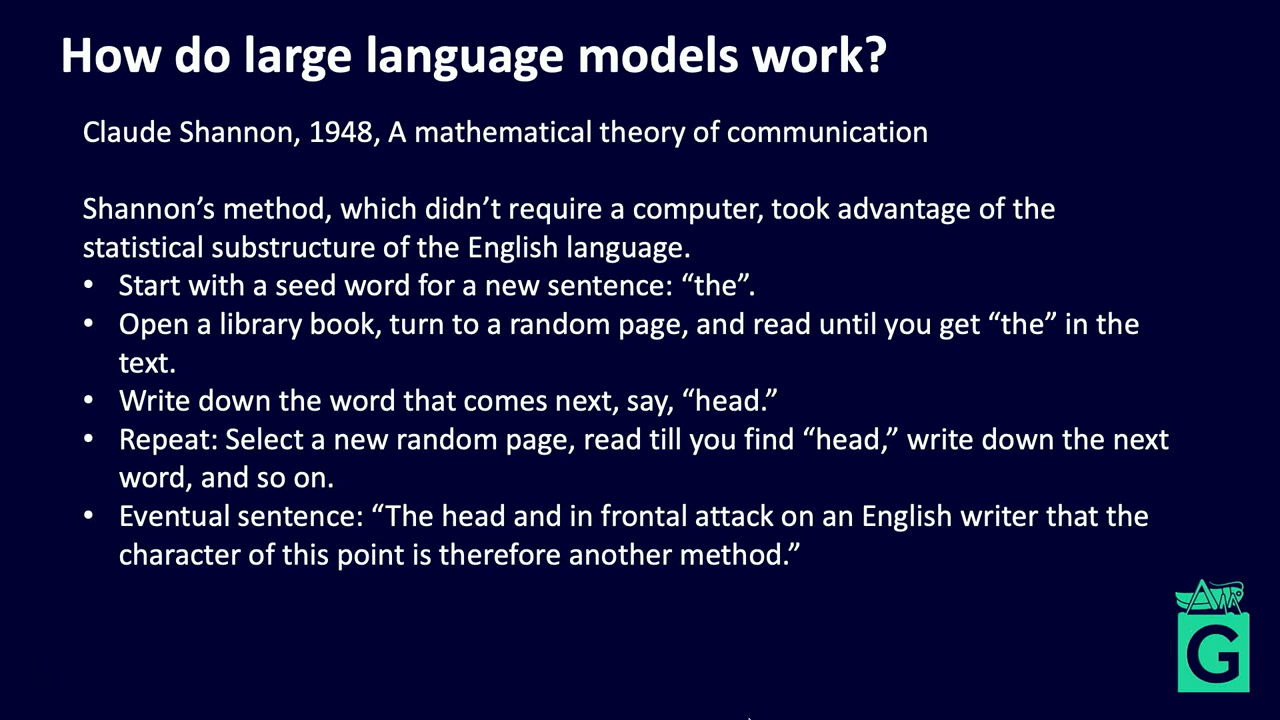 How do large language models work?
Claude Shannon, 1948, A mathematical theory of communication
Shannon’s method, which didn’t require a computer, took advantage of the
statistical substructure of the English language.
• Start with a seed word for a new sentence: “the”.
• Open a library book, turn to a random page, and read until you get “the” in the
text.
• Write down the word that comes next, say, “head.”
• Repeat: Select a new random page, read till you find “head,” write down the next
word, and so on.
• Eventual sentence: “The head and in frontal attack on an English writer that the
character of this point is therefore another method.”
G